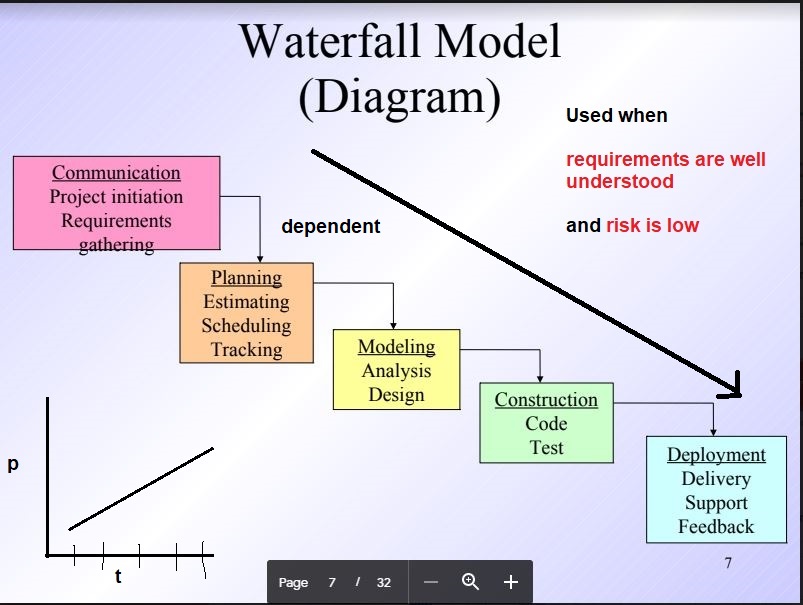 Waterfall Model
(Diagram)
Used when
requirements are well
understood
and risk is low
Communication
Project initiation
Requirements
gathering
dependent
Planning
Estimating
Scheduling
Tracking
Modeling
Analysis
Design
Construction
Code
Test
Deployment
Delivery
Support
Feedback
p
t
7
Page 7 / 32